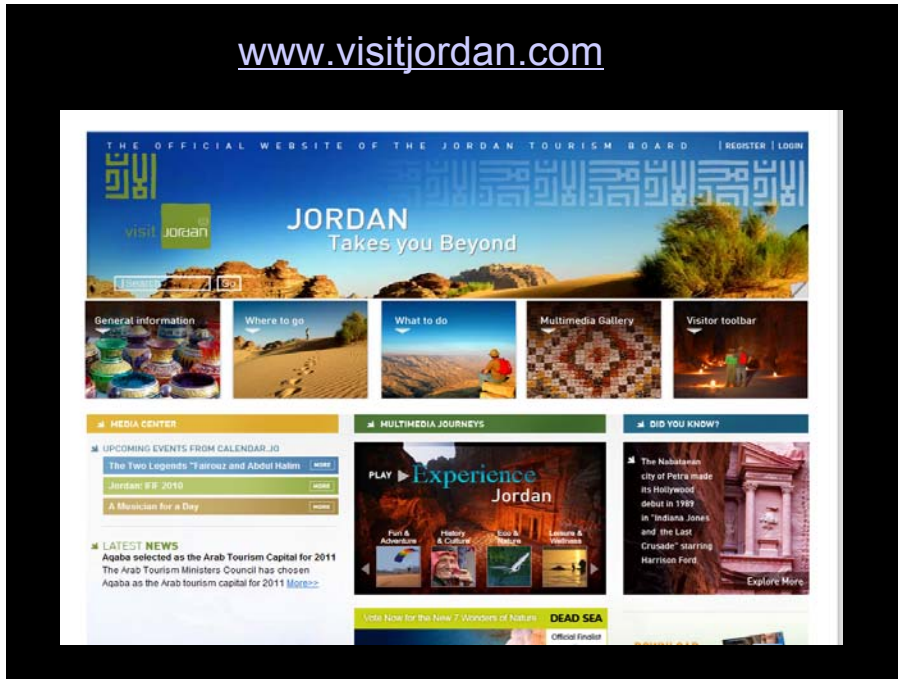 www.visitjordan.com
THE OFFICIAL WEBSITE OF THE JORDAN TOURISM BOARD
| REGISTER | LOGIN
الأردن
visit Jordan
JORDAN
Takes you Beyond
Search
Go
General information
Where to go
What to do
Multimedia Gallery
Visitor toolbar
MEDIA CENTER
UPCOMING EVENTS FROM CALENDAR.JO
The Two Legends "Fairouz and Abdul Halim
MORE
Jordan: IFIF 2010
MORE
A Musician for a Day
MORE
LATEST NEWS
Aqaba selected as the Arab Tourism Capital for 2011
The Arab Tourism Ministers Council has chosen
Aqaba as the Arab tourism capital for 2011 More>>
MULTIMEDIA JOURNEYS
PLAY Experience
Jordan
Fun &
Adventure
History
& Culture
Eco &
Nature
Leisure &
Wellness
Vote Now for the New 7 Wonders of Nature
DEAD SEA
Official Finalist
DID YOU KNOW?
The Nabataean
city of Petra made
its Hollywood
debut in 1989
in "Indiana Jones
and the Last
Crusade" starring
Harrison Ford
Explore More